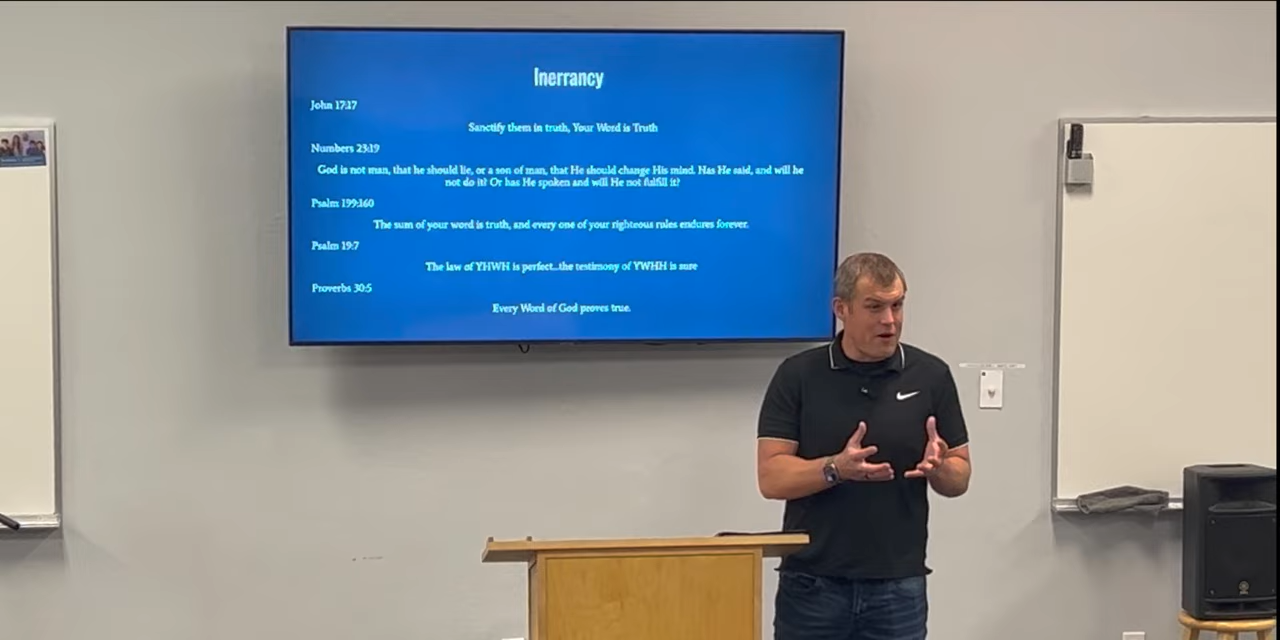 Inerrancy
John 17:17
Sanctify them in truth, Your Word is Truth
Numbers 23:19
God is not man, that he should lie, or a son of man, that He should change His mind. Has He said, and will he
not do it? Or has He spoken and will He not fulfill it?
Psalm 199:160
The sum of your word is truth, and every one of your righteous rules endures forever.
Psalm 19:7
The law of YHWH is perfect...the testimony of YWHH is sure
Proverbs 30:5
Every Word of God proves true.